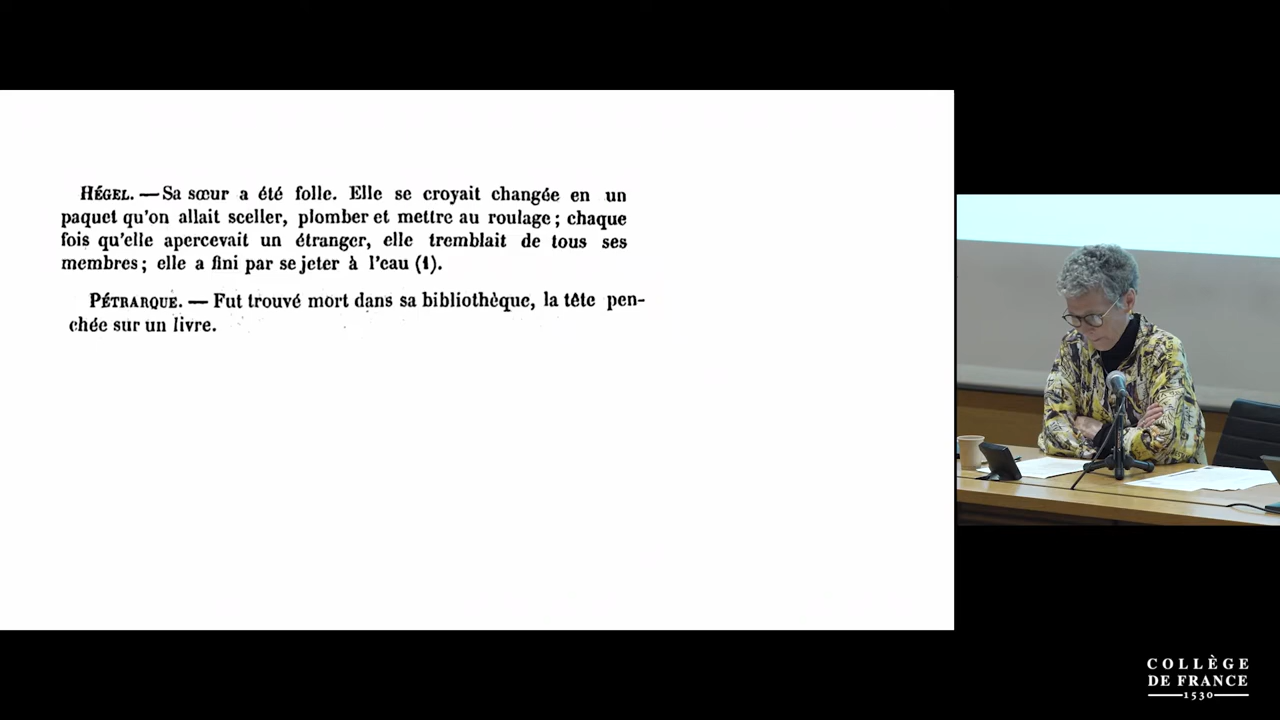 HÉGEL. — Sa sœur a été folle. Elle se croyait changée en un
paquet qu'on allait sceller, plomber et mettre au roulage ; chaque
fois qu'elle apercevait un étranger, elle tremblait de tous ses
membres ; elle a fini par se jeter à l'eau (1).
PÉTRARQUE. — Fut trouvé mort dans sa bibliothèque, la tête pen-
chée sur un livre.
COLLÈGE
DE FRANCE
1530